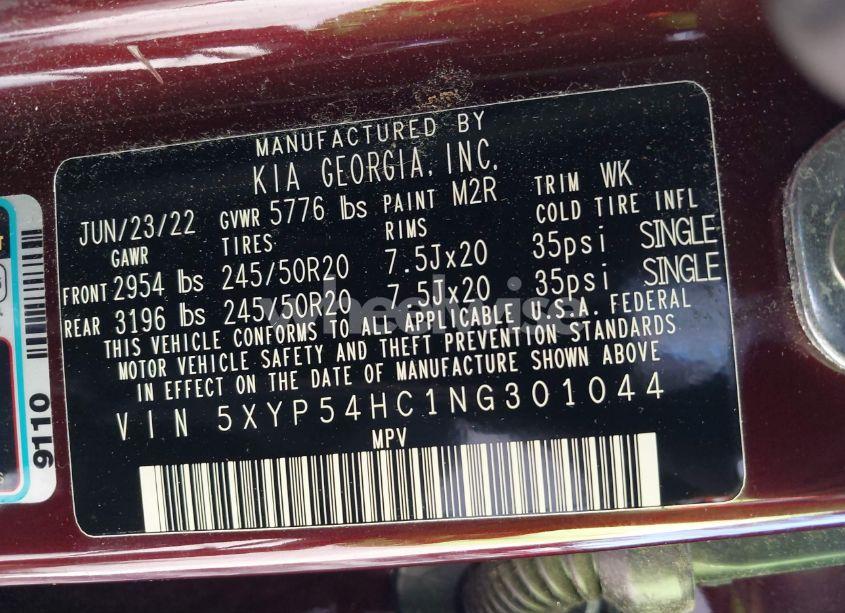 MANUFACTURED BY
KIA GEORGIA, INC.
JUN/23/22 GVWR 5776 lbs PAINT M2R TRIM WK
GAWR TIRES RIMS COLD TIRE INFL
FRONT 2954 lbs 245/50R20 7.5Jx20 35psi SINGLE
REAR 3196 lbs 245/50R20 7.5Jx20 35psi SINGLE
THIS VEHICLE CONFORMS TO ALL APPLICABLE U.S.A. FEDERAL
MOTOR VEHICLE SAFETY AND THEFT PREVENTION STANDARDS
IN EFFECT ON THE DATE OF MANUFACTURE SHOWN ABOVE
VIN 5XYP54HC1NG301044
MPV
9110
wheelwise